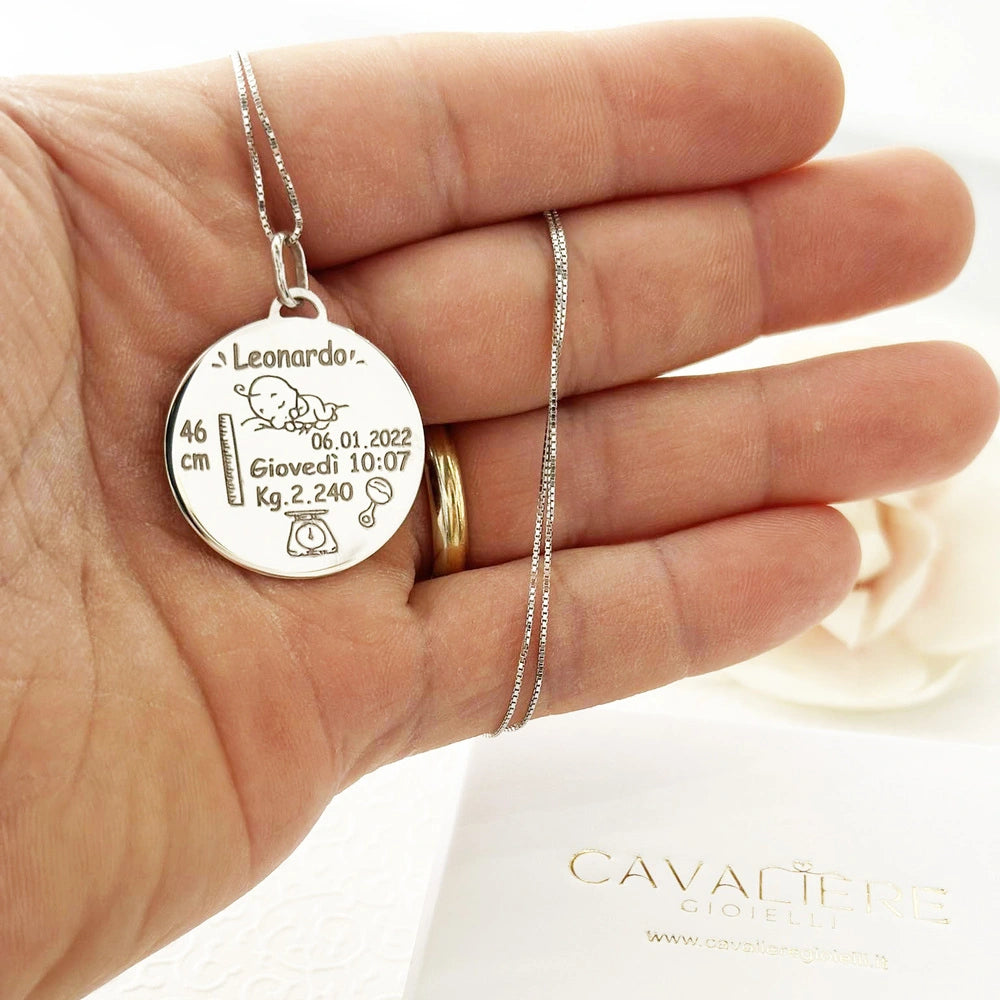 Leonardo
46
cm
06.01.2022
Giovedì 10:07
Kg.2.240
CAVALIERE
GIOIELLI
www.cavalieregioielli.it